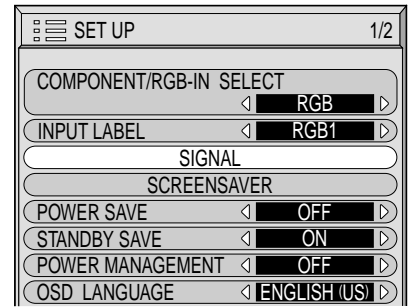 SET UP 1/2
COMPONENT/RGB-IN SELECT
RGB
INPUT LABEL RGB1
SIGNAL
SCREENSAVER
POWER SAVE OFF
STANDBY SAVE ON
POWER MANAGEMENT OFF
OSD LANGUAGE ENGLISH (US)